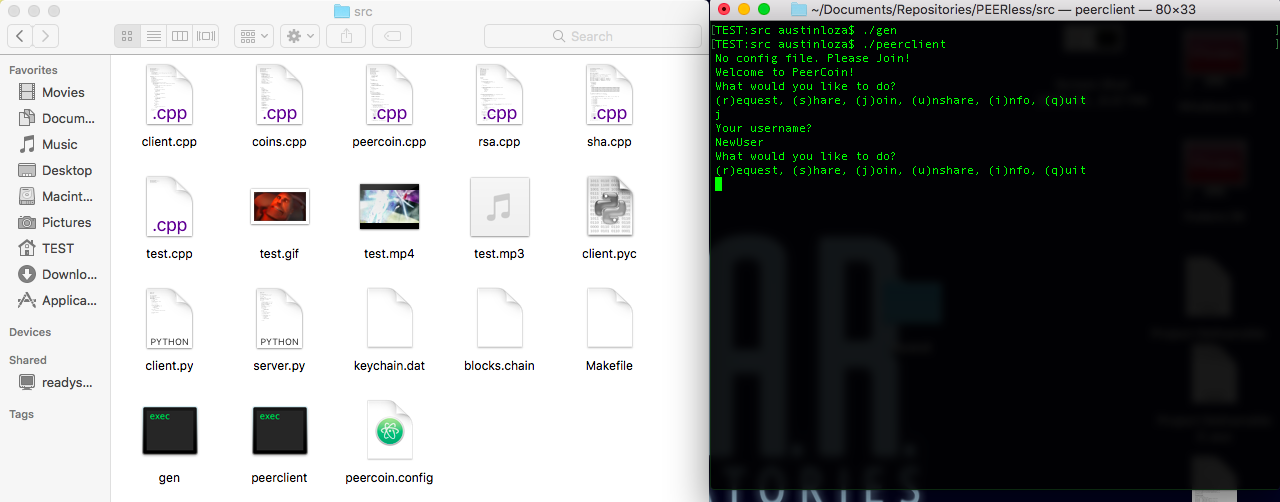 src
Search
Favorites
Movies
Docum...
Music
Desktop
Macint...
Pictures
TEST
Downlo...
Applica...
Devices
Shared
readys...
Tags
.cpp .cpp .cpp .cpp .cpp
client.cpp coins.cpp peercoin.cpp rsa.cpp sha.cpp
.cpp
test.cpp test.gif test.mp4 test.mp3 client.pyc
PYTHON PYTHON
client.py server.py keychain.dat blocks.chain Makefile
exec exec
gen peerclient peercoin.config
~/Documents/Repositories/PEERless/src — peerclient — 80×33
[TEST:src austinloza$ ./gen ]
[TEST:src austinloza$ ./peerclient ]
No config file. Please Join!
Welcome to PeerCoin!
What would you like to do?
(r)equest, (s)hare, (j)oin, (u)nshare, (i)nfo, (q)uit
j
Your username?
NewUser
What would you like to do?
(r)equest, (s)hare, (j)oin, (u)nshare, (i)nfo, (q)uit